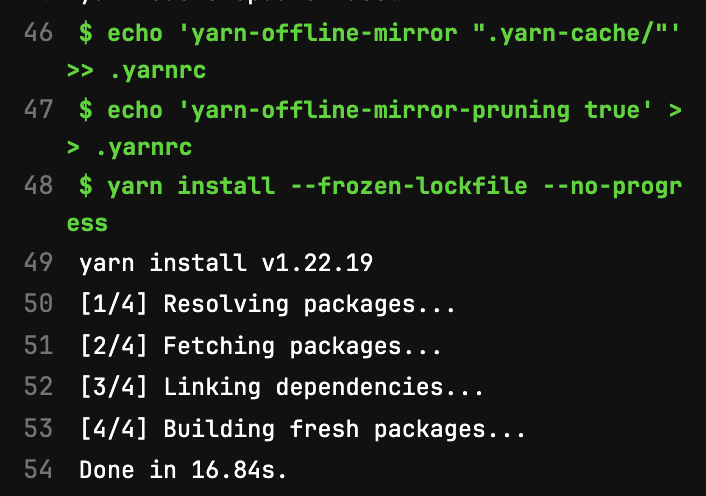 46 $ echo 'yarn-offline-mirror ".yarn-cache/"'
>> .yarnrc
47 $ echo 'yarn-offline-mirror-pruning true' >
> .yarnrc
48 $ yarn install --frozen-lockfile --no-progr
ess
49 yarn install v1.22.19
50 [1/4] Resolving packages...
51 [2/4] Fetching packages...
52 [3/4] Linking dependencies...
53 [4/4] Building fresh packages...
54 Done in 16.84s.